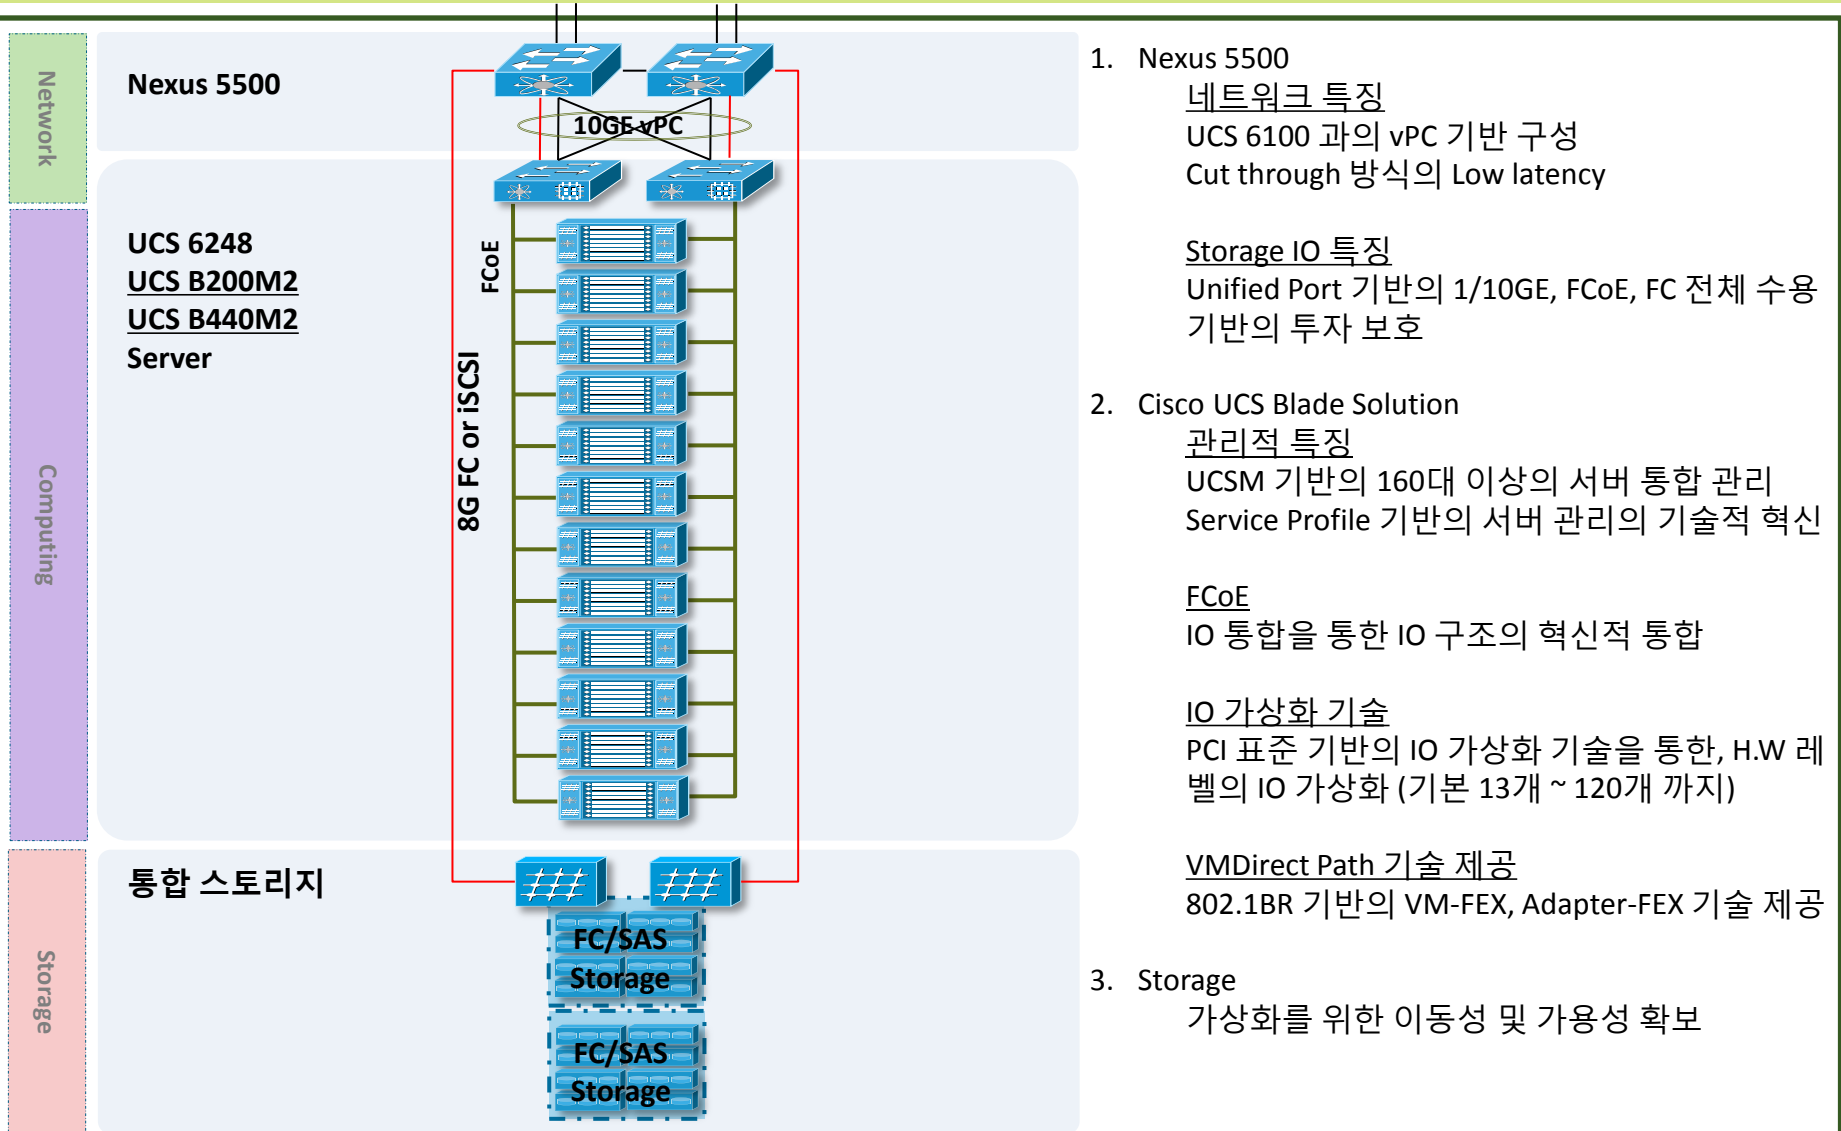 Network
Nexus 5500
10GE vPC
Computing
UCS 6248
UCS B200M2
UCS B440M2
Server
FCoE
8G FC or iSCSI
Storage
통합 스토리지
FC/SAS
Storage
FC/SAS
Storage
1. Nexus 5500
네트워크 특징
UCS 6100 과의 vPC 기반 구성
Cut through 방식의 Low latency
Storage IO 특징
Unified Port 기반의 1/10GE, FCoE, FC 전체 수용
기반의 투자 보호
2. Cisco UCS Blade Solution
관리적 특징
UCSM 기반의 160대 이상의 서버 통합 관리
Service Profile 기반의 서버 관리의 기술적 혁신
FCoE
IO 통합을 통한 IO 구조의 혁신적 통합
IO 가상화 기술
PCI 표준 기반의 IO 가상화 기술을 통한, H.W 레
벨의 IO 가상화 (기본 13개 ~ 120개 까지)
VMDirect Path 기술 제공
802.1BR 기반의 VM-FEX, Adapter-FEX 기술 제공
3. Storage
가상화를 위한 이동성 및 가용성 확보